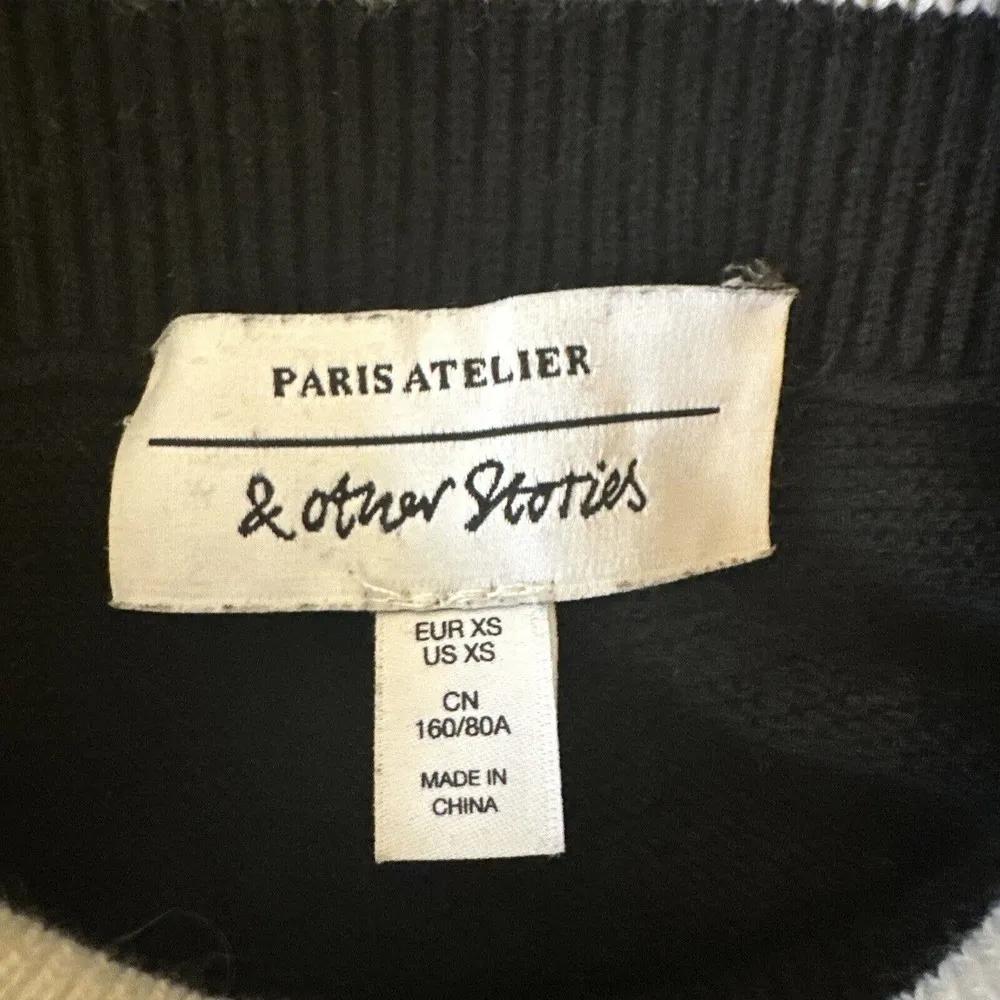 PARIS ATELIER
& other Stories
EUR XS
US XS
CN
160/80A
MADE IN
CHINA